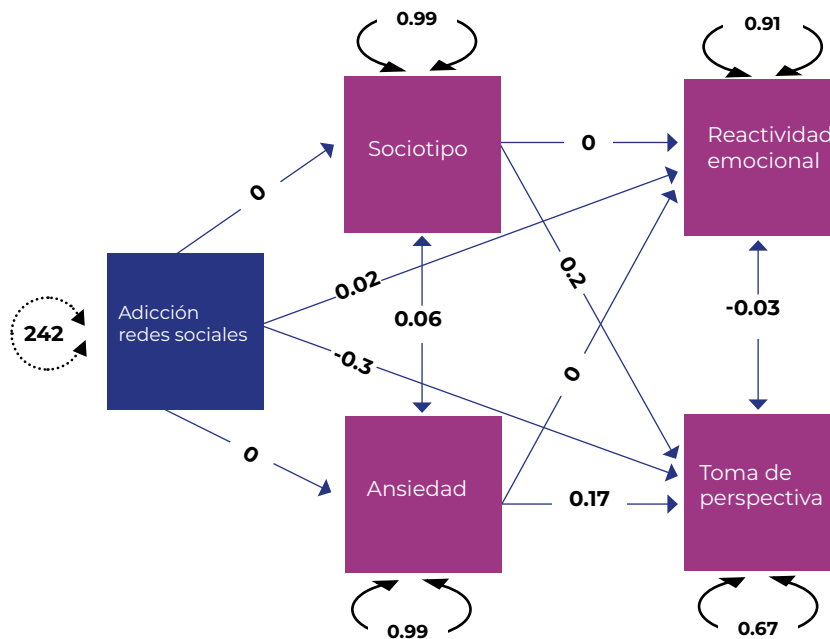 0.99
0.91
Sociotipo
0
Reactividad
emocional
0
0.02
0.2
Adicción
redes sociales
242
0.06
-0.03
-0.3
0
0
Ansiedad
0.17
Toma de
perspectiva
0.99
0.67